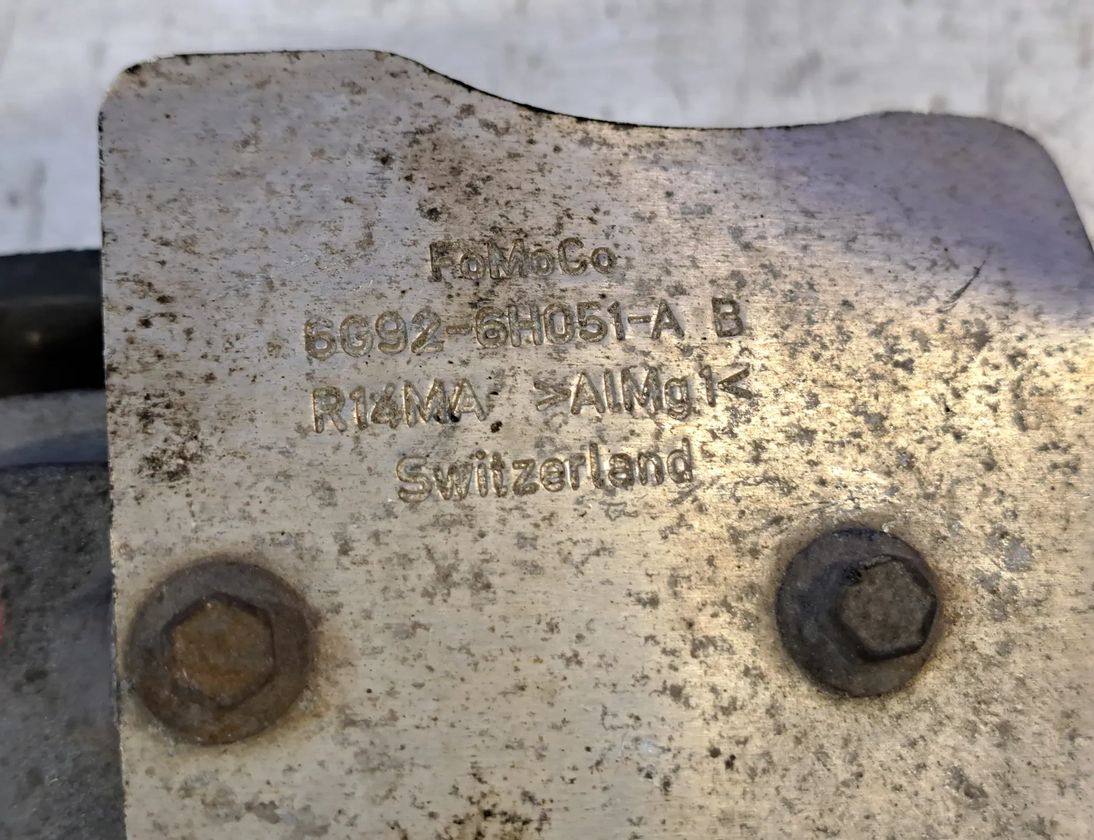 FoMoCo
6G92-6H051-A B
R14MA >AlMg1<
Switzerland